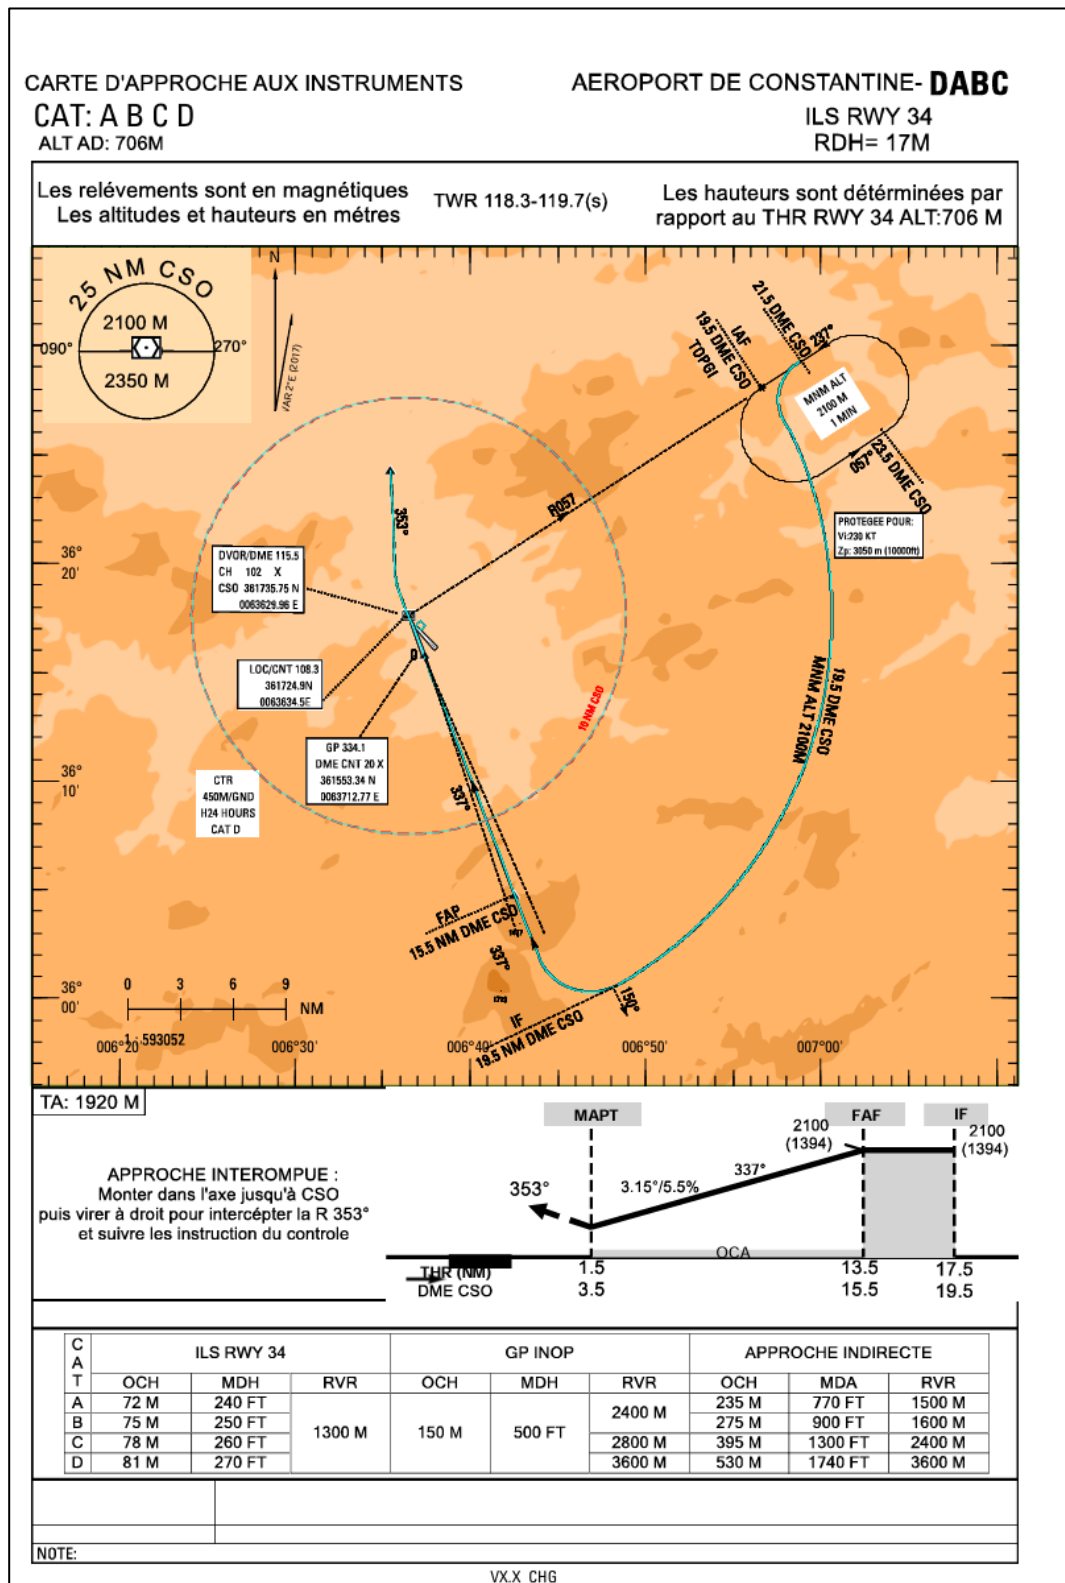 CARTE D'APPROCHE AUX INSTRUMENTS
AEROPORT DE CONSTANTINE- DABC
CAT: A B C D
ILS RWY 34
ALT AD: 706M
RDH= 17M
Les relévements sont en magnétiques
Les altitudes et hauteurs en métres
TWR 118.3-119.7(s)
Les hauteurs sont détérminées par
rapport au THR RWY 34 ALT:706 M
25 NM CSO
2100 M
090°
270°
2350 M
N
VAR 2°E (2017)
21.5 DME CSO
IAF
19.5 DME CSO
TOPGI
237°
MNM ALT
2100 M
1 MIN
057°
23.5 DME CSO
PROTEGEE POUR:
Vi:230 KT
Zp: 3050 m (10000ft)
R057
353°
36°
20'
DVOR/DME 115.5
CH 102 X
CSO 361735.75 N
0063629.96 E
LOC/CNT 108.3
361724.9N
0063634.5E
GP 334.1
DME CNT 20 X
361553.34 N
0063712.77 E
10 NM CSO
19.5 DME CSO
MNM ALT 2100M
36°
10'
CTR
450M/GND
H24 HOURS
CAT D
337°
FAP
15.5 NM DME CSO
337°
150°
IF
19.5 NM DME CSO
36°
00'
0 3 6 9
NM
1 : 593052
006°20' 006°30' 006°40' 006°50' 007°00'
TA: 1920 M
MAPT
FAF
IF
2100
(1394)
2100
(1394)
337°
3.15°/5.5%
353°
APPROCHE INTEROMPUE :
Monter dans l'axe jusqu'à CSO
puis virer à droit pour intercépter la R 353°
et suivre les instruction du controle
OCA
THR (NM) 1.5 13.5 17.5
DME CSO 3.5 15.5 19.5
CAT ILS RWY 34 GP INOP APPROCHE INDIRECTE
OCH MDH RVR OCH MDH RVR OCH MDA RVR
A 72 M 240 FT 1300 M 150 M 500 FT 2400 M 235 M 770 FT 1500 M
B 75 M 250 FT 275 M 900 FT 1600 M
C 78 M 260 FT 2800 M 395 M 1300 FT 2400 M
D 81 M 270 FT 3600 M 530 M 1740 FT 3600 M
NOTE:
VX.X CHG